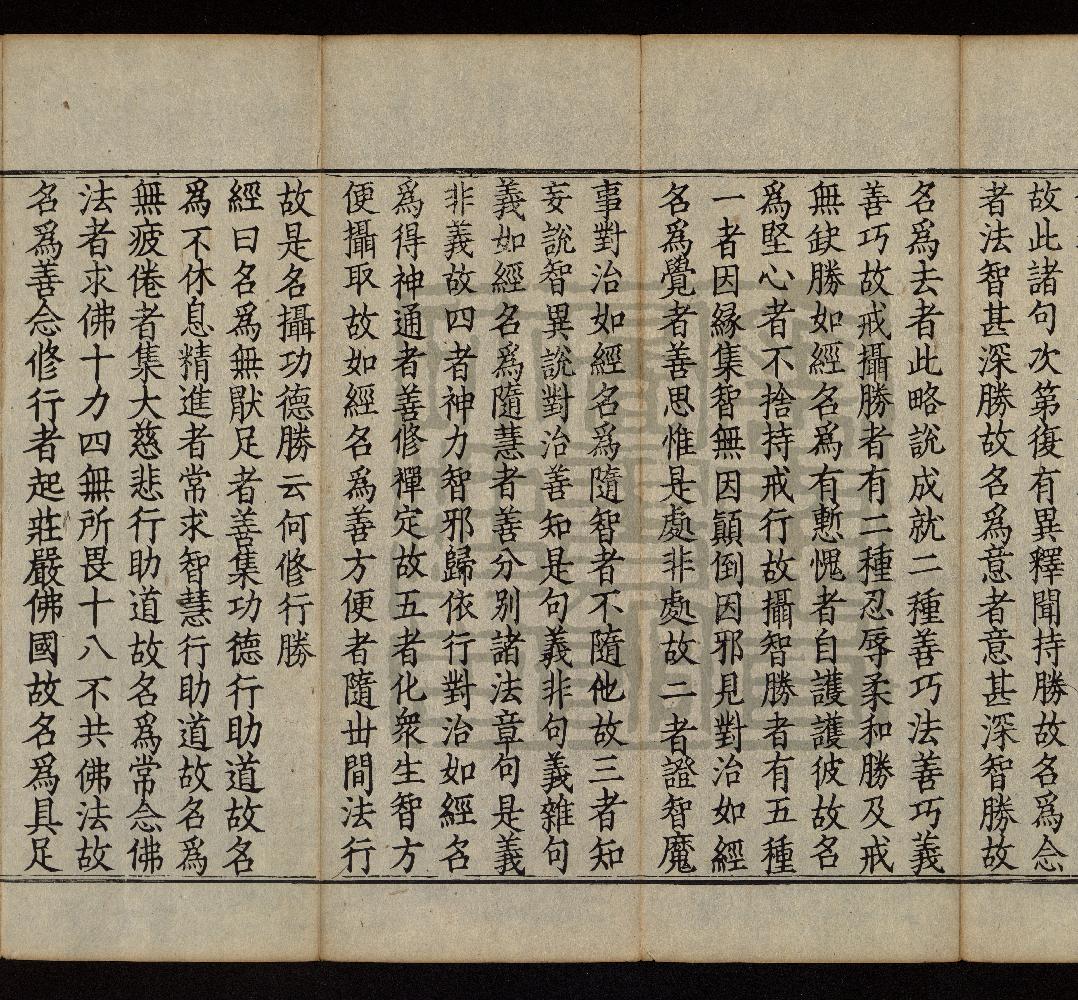 故此諸句次第復有異釋聞持勝故名爲念
者法智甚深勝故名爲意者意甚深智勝故
名爲去者此略說成就二種善巧法善巧義
善巧故戒攝勝者有二種忍辱柔和勝及戒
無缺勝如經名爲有慙愧者自護護彼故名
爲堅心者不捨持戒行故攝智勝者有五種
一者因緣集智無因顚倒因邪見對治如經
名爲覺者善思惟是處非處故二者證智魔
事對治如經名爲隨智者不隨他故三者知
妄說智異說對治善知是句義非句義雜句
義如經名爲隨慧者善分別諸法章句是義
非義故四者神力智邪歸依行對治如經名
爲得神通者善修禪定故五者化衆生智方
便攝取故如經名爲善方便者隨丗間法行
故是名攝功德勝云何修行勝
經曰名爲無猒足者善集功德行助道故名
爲不休息精進者常求智慧行助道故名爲
無疲倦者集大慈悲行助道故名爲常念佛
法者求佛十力四無所畏十八不共佛法故
名爲善念修行者起莊嚴佛國故名爲具足